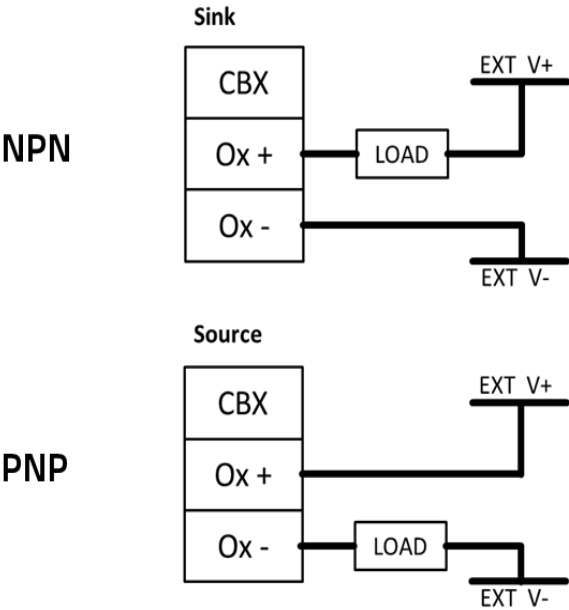 Sink
EXT V+
CBX
NPN
Ox +
LOAD
Ox -
EXT V-
Source
EXT V+
CBX
PNP
Ox +
Ox -
LOAD
EXT V-